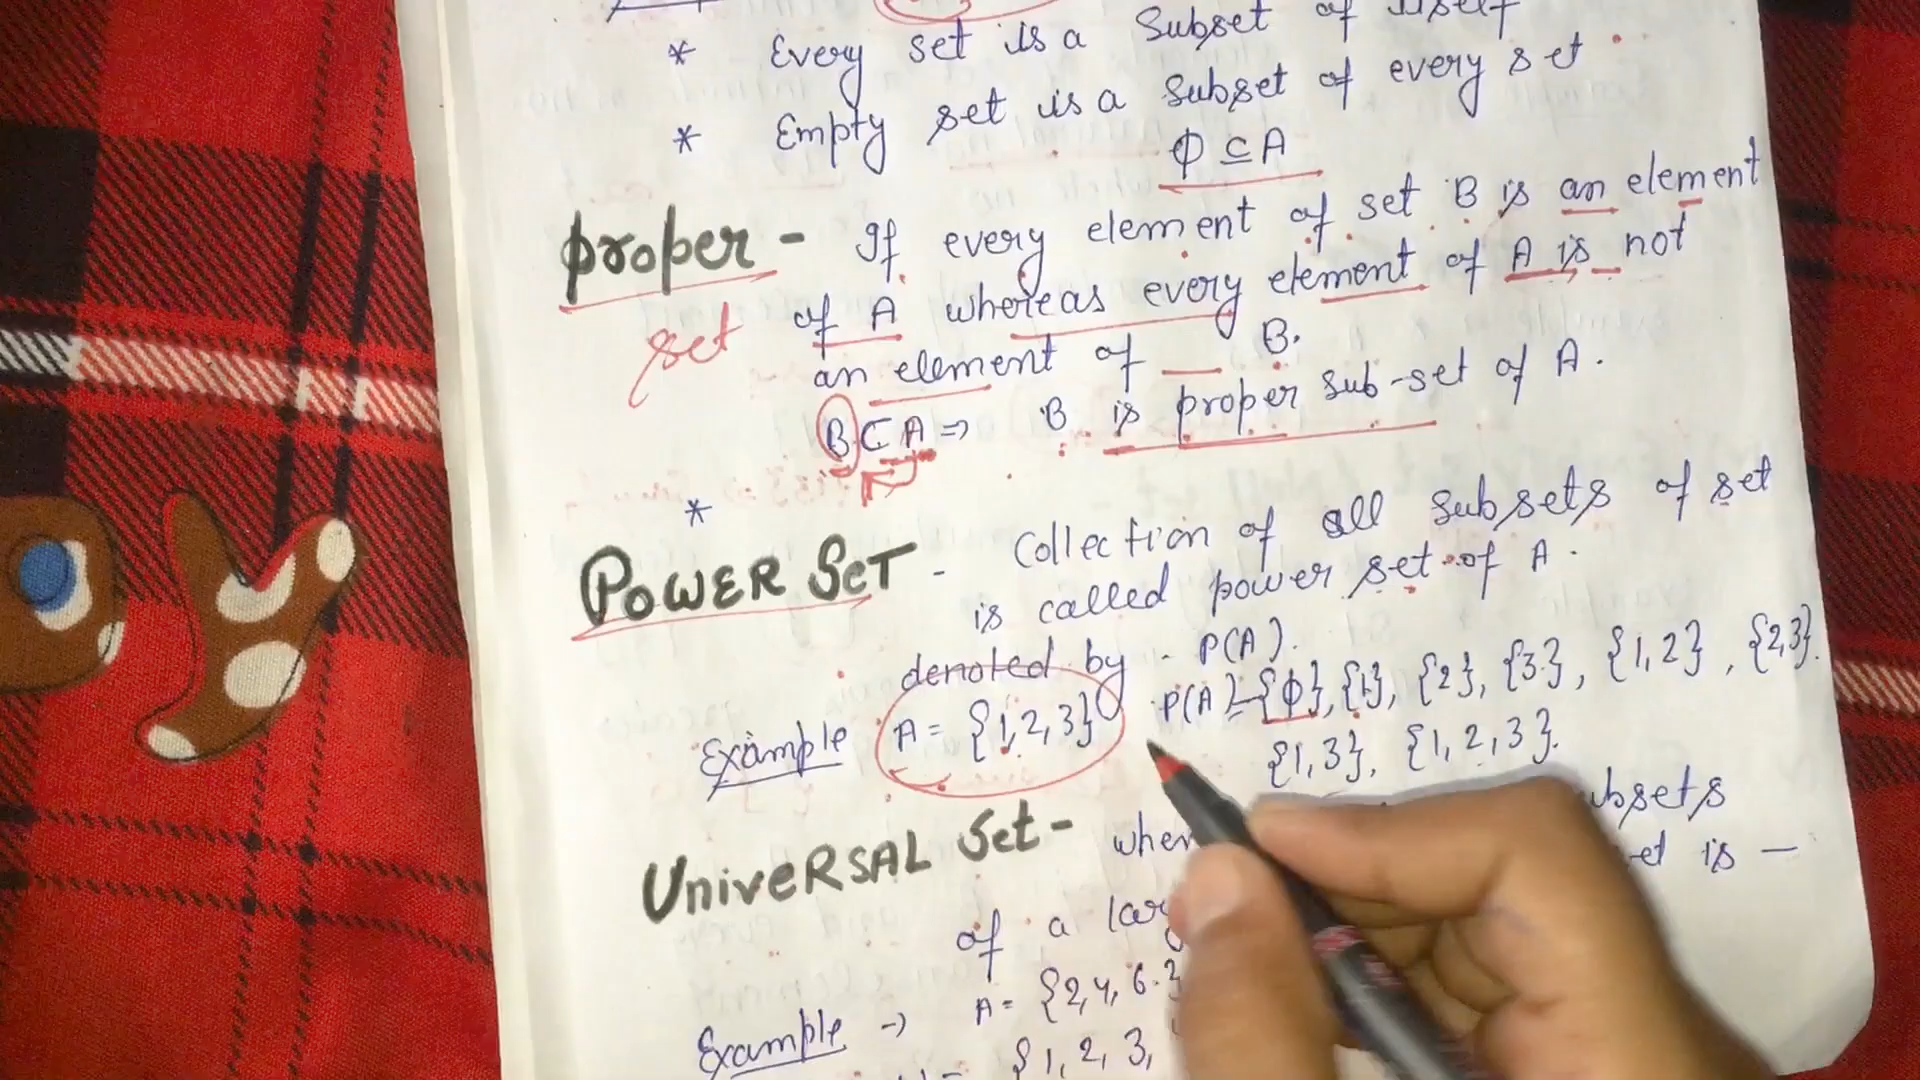 * Every set is a Subset of itself
* Empty set is a subset of every set
ϕ ⊆ A
proper - If every element of set B is an element
set of A whereas every element of A is not
an element of B.
B ⊂ A => B is proper sub-set of A.
*
POWER SET - Collection of all subsets of set
is called power set of A.
denoted by - P(A).
Example A = {1,2,3} P(A) = {ϕ}, {1}, {2}, {3}, {1,2}, {2,3}.
{1,3}, {1,2,3}.
UniveRSAL Set - when
set is —
of a
Example -> A = {2,4,6.}
{1, 2, 3,